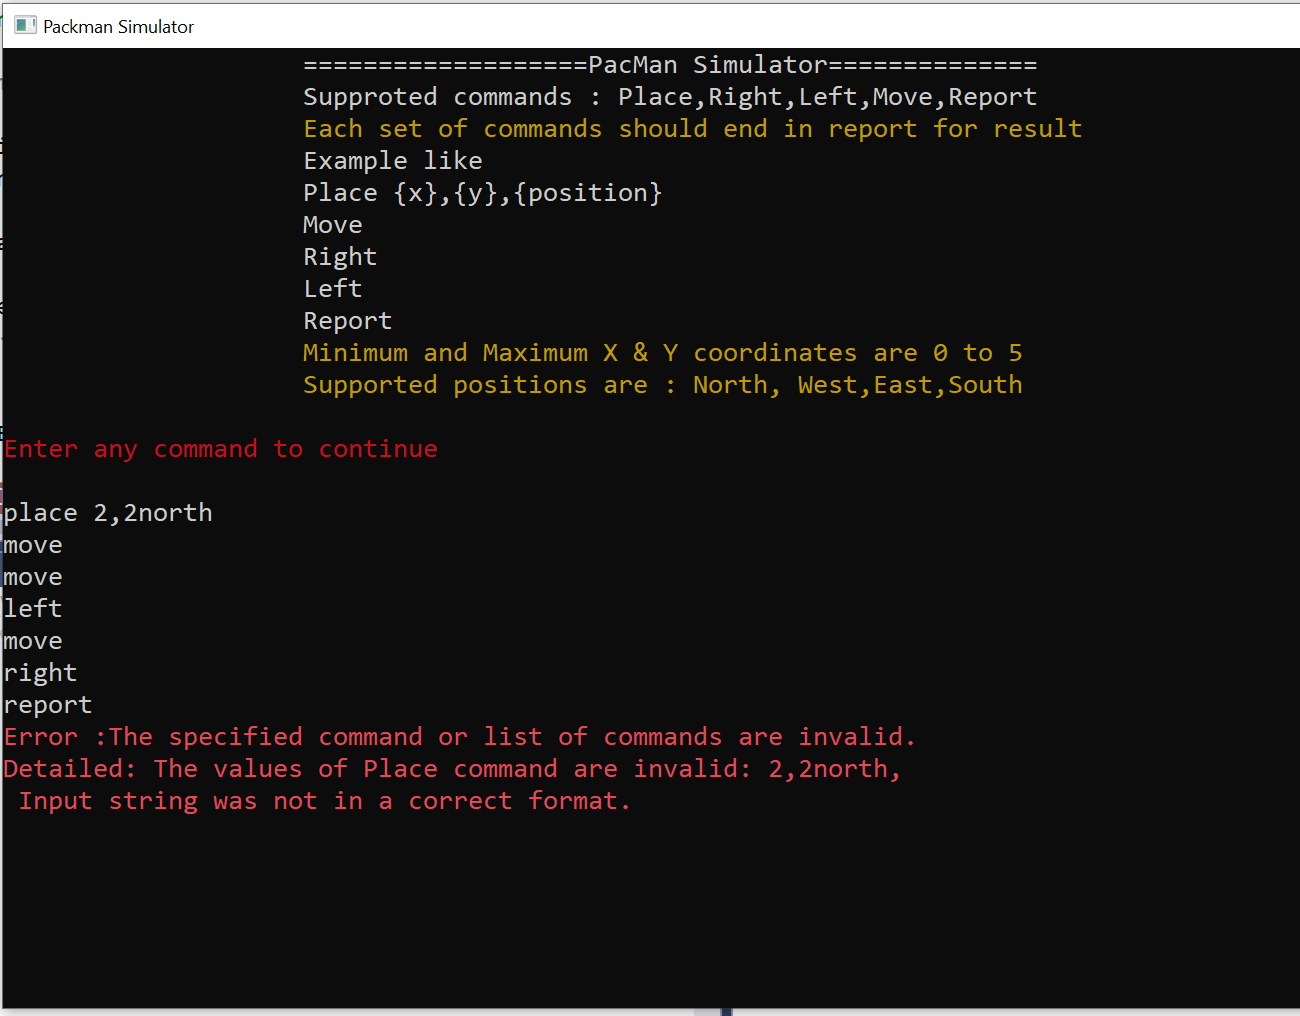 Packman Simulator
===================PacMan Simulator==============
Supproted commands : Place,Right,Left,Move,Report
Each set of commands should end in report for result
Example like
Place {x},{y},{position}
Move
Right
Left
Report
Minimum and Maximum X & Y coordinates are 0 to 5
Supported positions are : North, West,East,South
Enter any command to continue
place 2,2north
move
move
left
move
right
report
Error :The specified command or list of commands are invalid.
Detailed: The values of Place command are invalid: 2,2north,
Input string was not in a correct format.